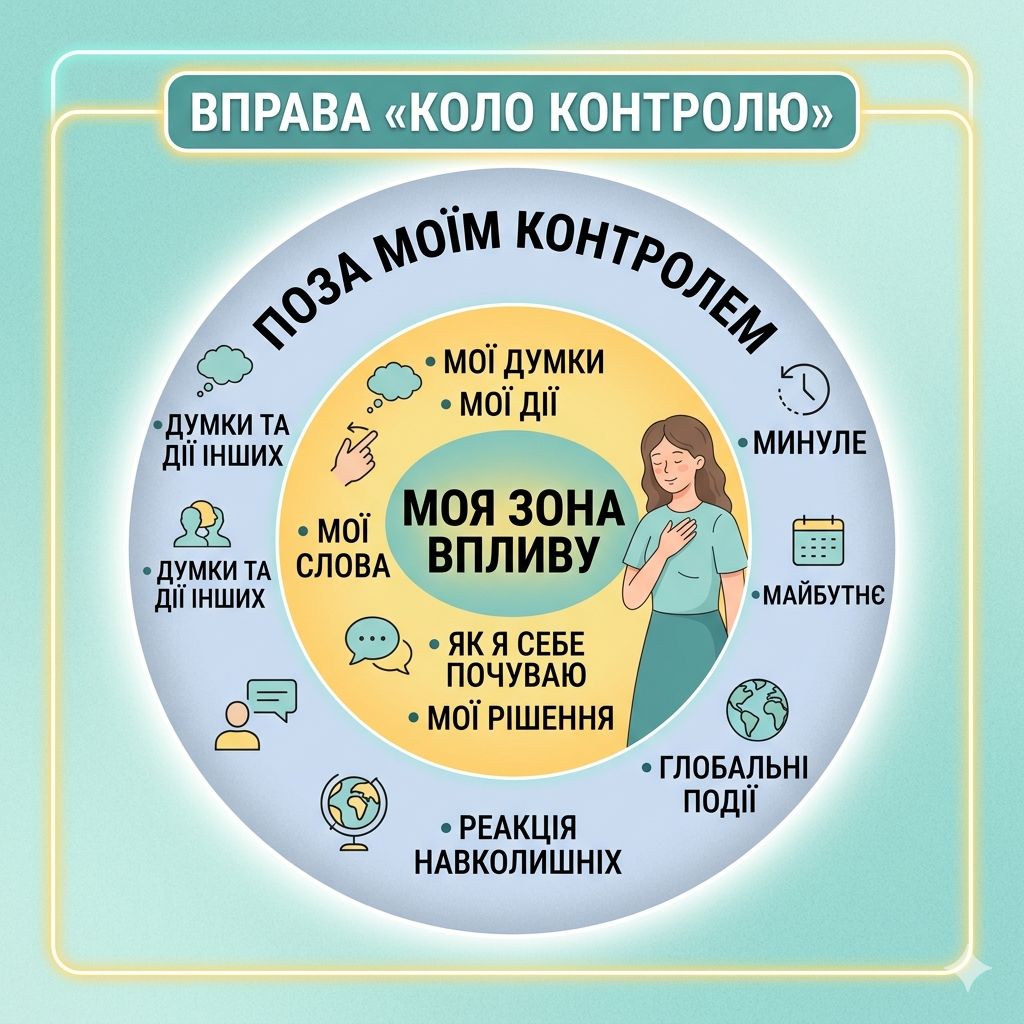 ВПРАВА «КОЛО КОНТРОЛЮ»
ПОЗА МОЇМ КОНТРОЛЕМ
• МОЇ ДУМКИ
• МОЇ ДІЇ
•ДУМКИ ТА
ДІЇ ІНШИХ
• МИНУЛЕ
МОЯ ЗОНА
ВПЛИВУ
• МОЇ
СЛОВА
•ДУМКИ ТА
ДІЇ ІНШИХ
•МАЙБУТНЄ
• ЯК Я СЕБЕ
ПОЧУВАЮ
• МОЇ РІШЕННЯ
• ГЛОБАЛЬНІ
ПОДІЇ
• РЕАКЦІЯ
НАВКОЛИШНІХ